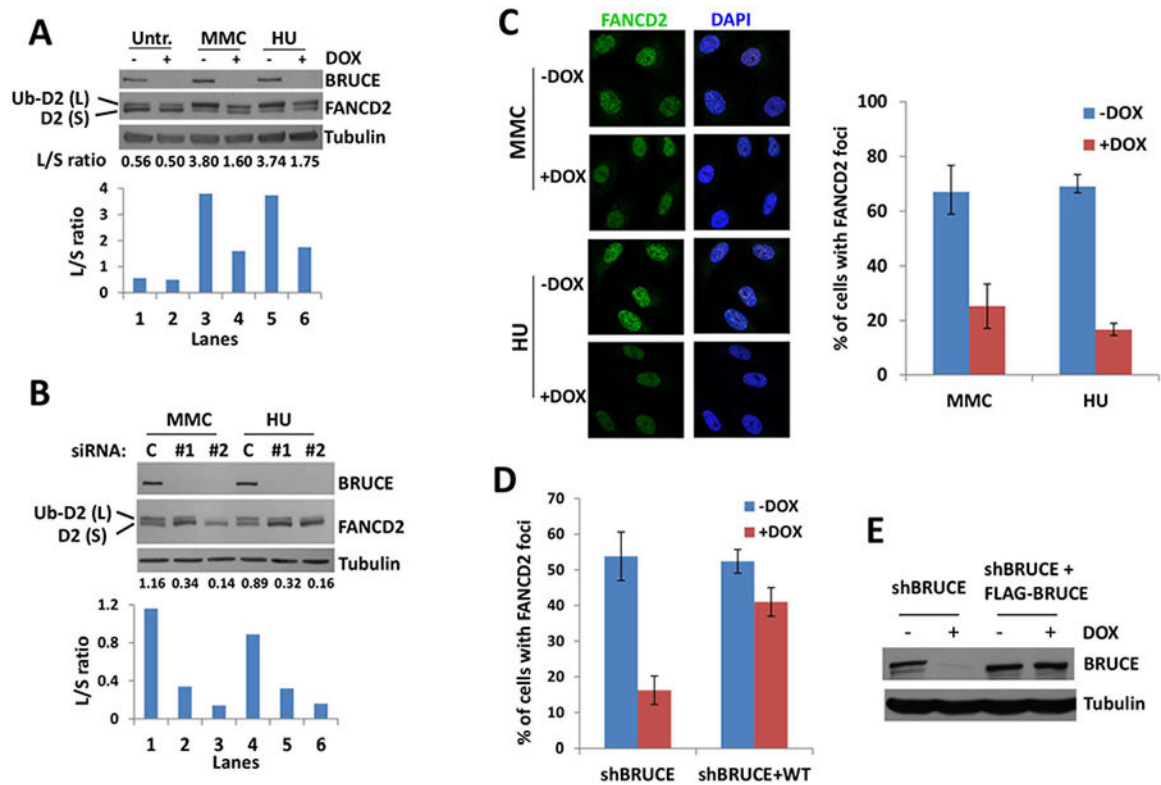 A
Untr. MMC HU
- + - + - + DOX
BRUCE
Ub-D2 (L)
D2 (S)
FANCD2
Tubulin
L/S ratio 0.56 0.50 3.80 1.60 3.74 1.75
L/S ratio
4
3
2
1
0
1 2 3 4 5 6
Lanes
B
MMC HU
siRNA: C #1 #2 C #1 #2
BRUCE
Ub-D2 (L)
D2 (S)
FANCD2
Tubulin
1.16 0.34 0.14 0.89 0.32 0.16
L/S ratio
1.2
0.8
0.4
0
1 2 3 4 5 6
Lanes
C
FANCD2 DAPI
MMC
-DOX
+DOX
HU
-DOX
+DOX
% of cells with FANCD2 foci
100
80
60
40
20
0
-DOX
+DOX
MMC HU
D
% of cells with FANCD2 foci
70
60
50
40
30
20
10
0
-DOX
+DOX
shBRUCE shBRUCE+WT
E
shBRUCE
shBRUCE +
FLAG-BRUCE
- + - + DOX
BRUCE
Tubulin